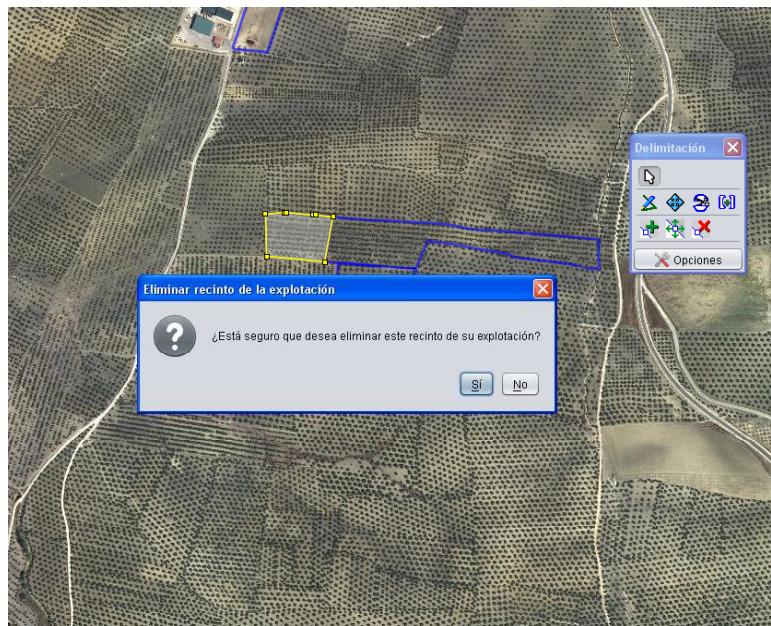 Delimitación
Opciones
Eliminar recinto de la explotación
¿Está seguro que desea eliminar este recinto de su explotación?
Sí
No